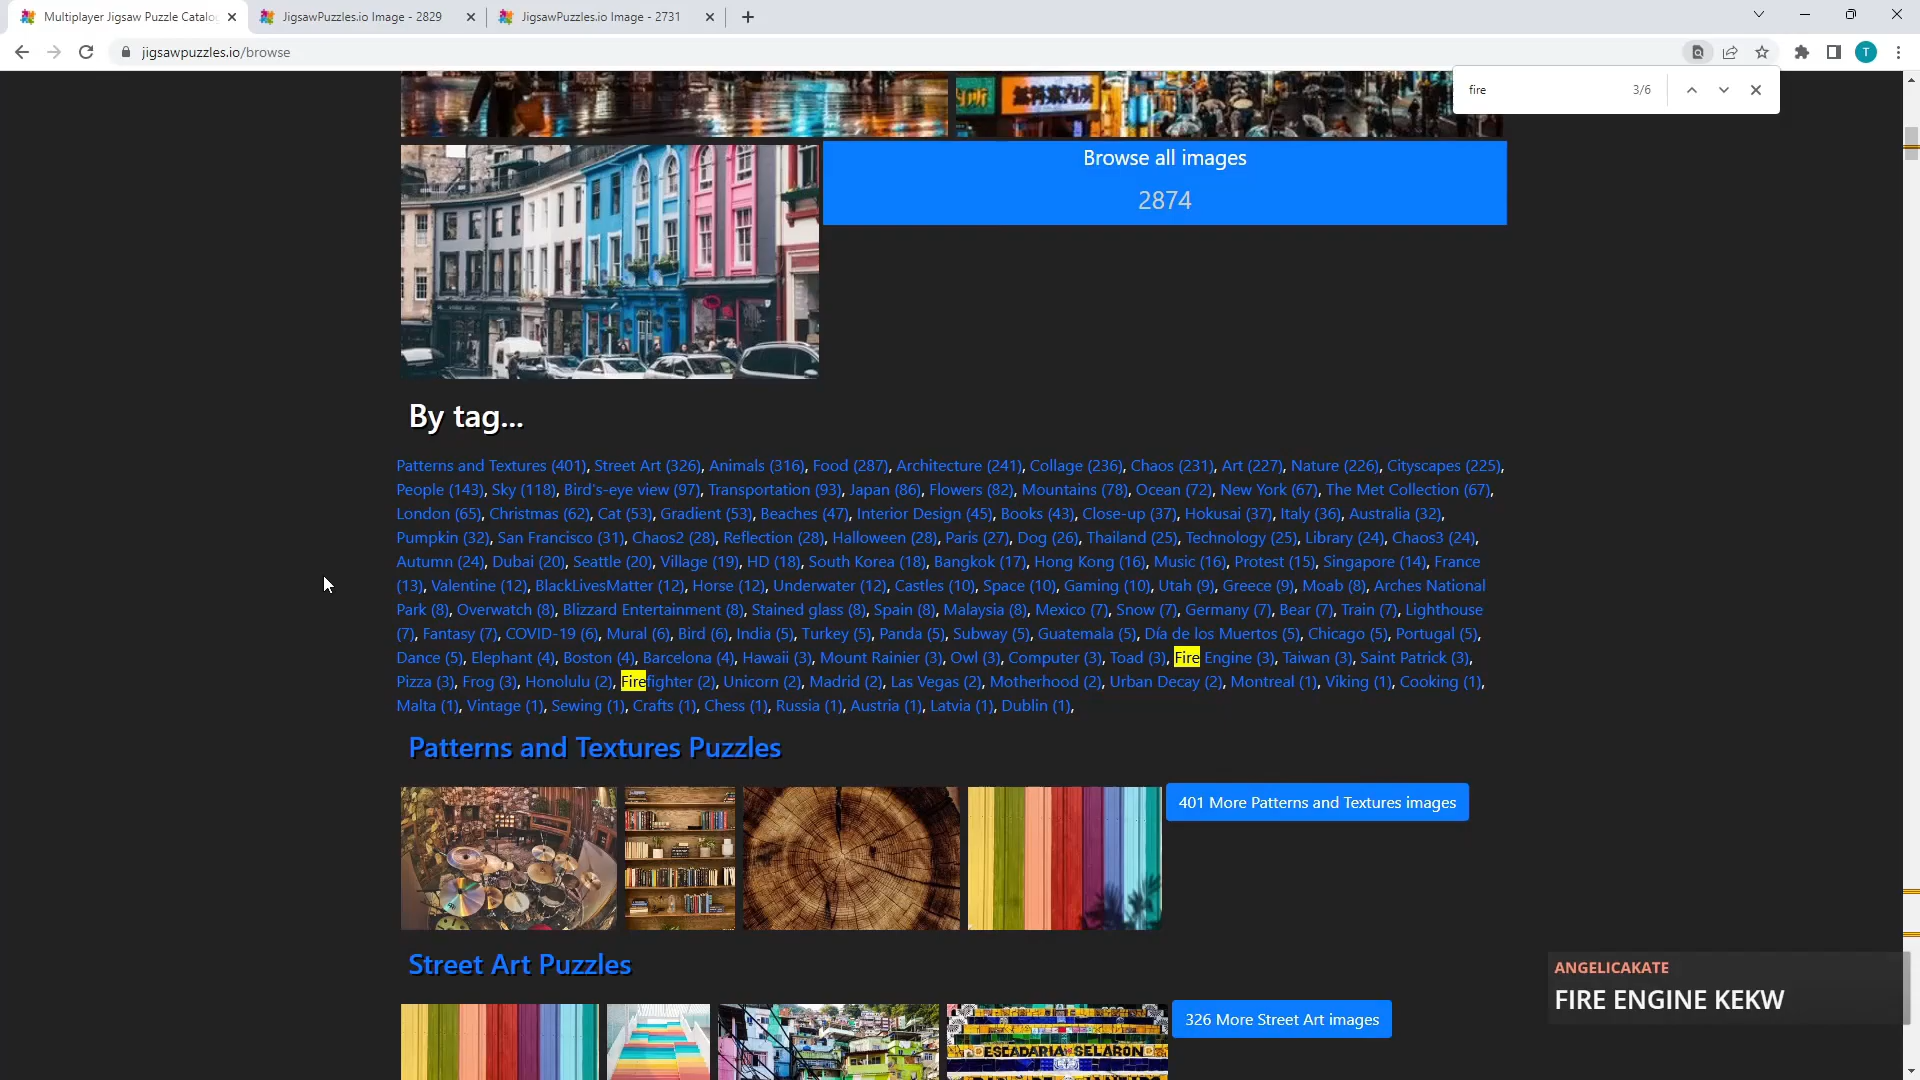 Multiplayer Jigsaw Puzzle Catalo
JigsawPuzzles.io Image - 2829
JigsawPuzzles.io Image - 2731
jigsawpuzzles.io/browse
T
fire
3/6
無料案内所
Browse all images
2874
By tag...
Patterns and Textures (401), Street Art (326), Animals (316), Food (287), Architecture (241), Collage (236), Chaos (231), Art (227), Nature (226), Cityscapes (225),
People (143), Sky (118), Bird's-eye view (97), Transportation (93), Japan (86), Flowers (82), Mountains (78), Ocean (72), New York (67), The Met Collection (67),
London (65), Christmas (62), Cat (53), Gradient (53), Beaches (47), Interior Design (45), Books (43), Close-up (37), Hokusai (37), Italy (36), Australia (32),
Pumpkin (32), San Francisco (31), Chaos2 (28), Reflection (28), Halloween (28), Paris (27), Dog (26), Thailand (25), Technology (25), Library (24), Chaos3 (24),
Autumn (24), Dubai (20), Seattle (20), Village (19), HD (18), South Korea (18), Bangkok (17), Hong Kong (16), Music (16), Protest (15), Singapore (14), France
(13), Valentine (12), BlackLivesMatter (12), Horse (12), Underwater (12), Castles (10), Space (10), Gaming (10), Utah (9), Greece (9), Moab (8), Arches National
Park (8), Overwatch (8), Blizzard Entertainment (8), Stained glass (8), Spain (8), Malaysia (8), Mexico (7), Snow (7), Germany (7), Bear (7), Train (7), Lighthouse
(7), Fantasy (7), COVID-19 (6), Mural (6), Bird (6), India (5), Turkey (5), Panda (5), Subway (5), Guatemala (5), Día de los Muertos (5), Chicago (5), Portugal (5),
Dance (5), Elephant (4), Boston (4), Barcelona (4), Hawaii (3), Mount Rainier (3), Owl (3), Computer (3), Toad (3), Fire Engine (3), Taiwan (3), Saint Patrick (3),
Pizza (3), Frog (3), Honolulu (2), Firefighter (2), Unicorn (2), Madrid (2), Las Vegas (2), Motherhood (2), Urban Decay (2), Montreal (1), Viking (1), Cooking (1),
Malta (1), Vintage (1), Sewing (1), Crafts (1), Chess (1), Russia (1), Austria (1), Latvia (1), Dublin (1),
Patterns and Textures Puzzles
401 More Patterns and Textures images
Street Art Puzzles
326 More Street Art images
ESCADARIA SELARÓN
ANGELICAKATE
FIRE ENGINE KEKW